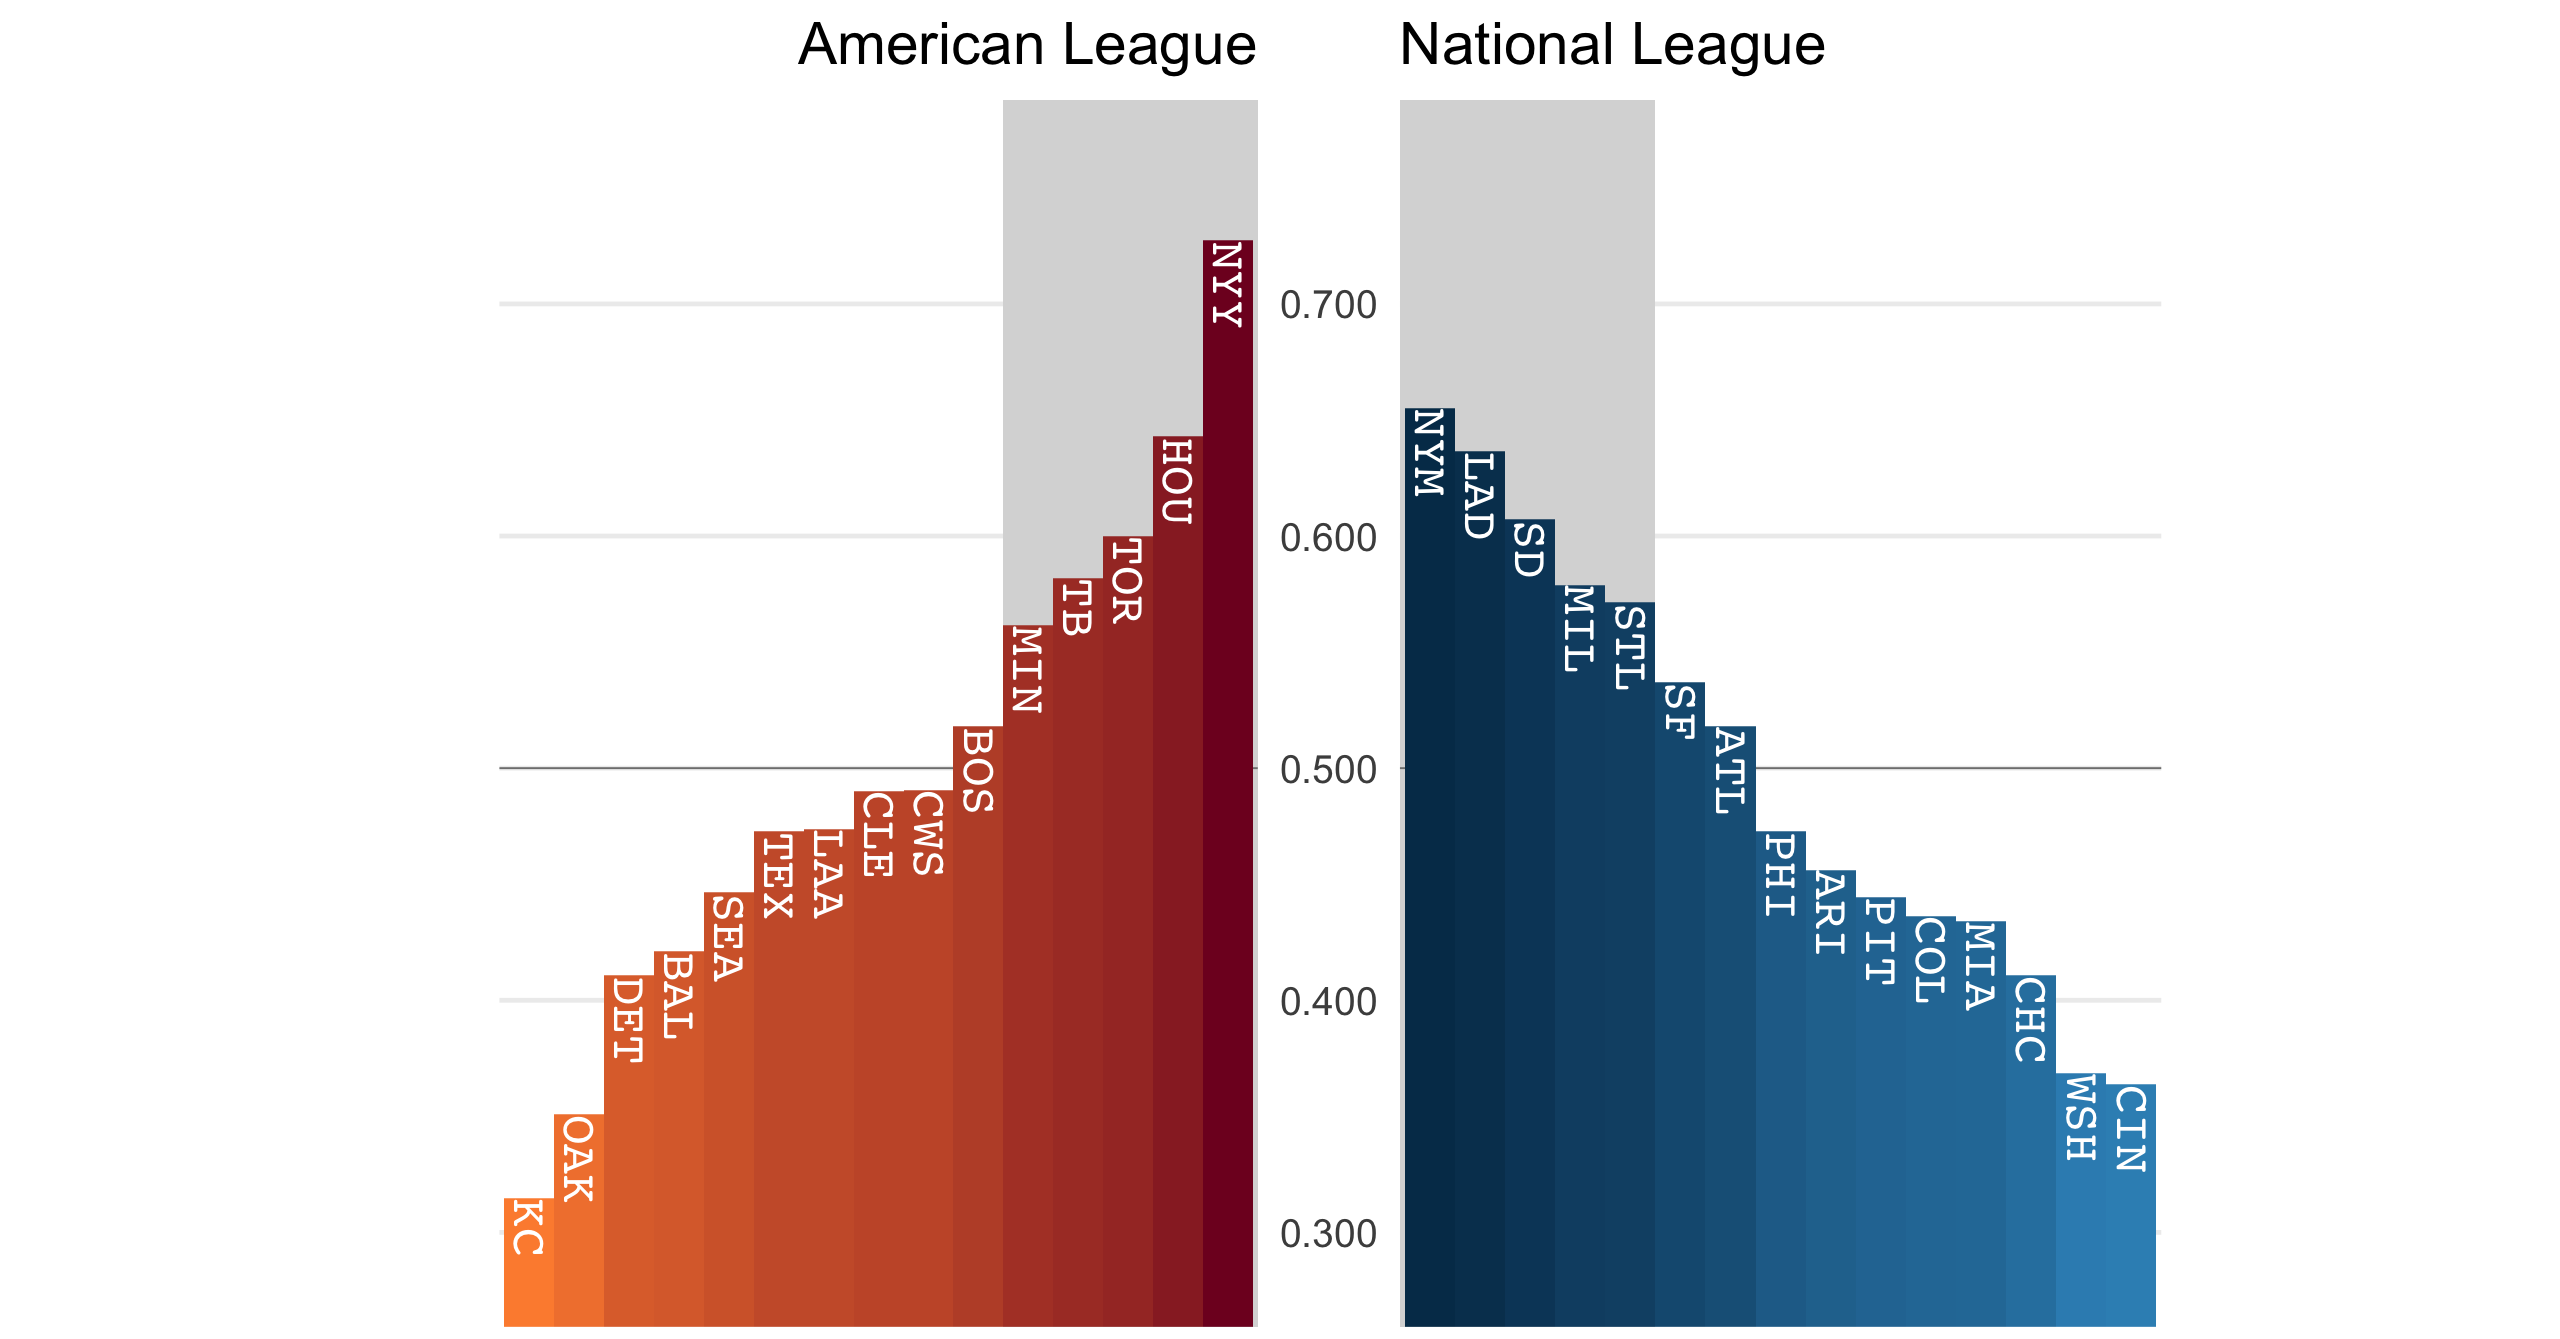 American League
National League
KC
OAK
DET
BAL
SEA
TEX
LAA
CLE
CWS
BOS
MIN
TB
TOR
HOU
NYY
0.700
0.600
0.500
0.400
0.300
NYM
LAD
SD
MIL
STL
SF
ATL
PHI
ARI
PIT
COL
MIA
CHC
WSH
CIN